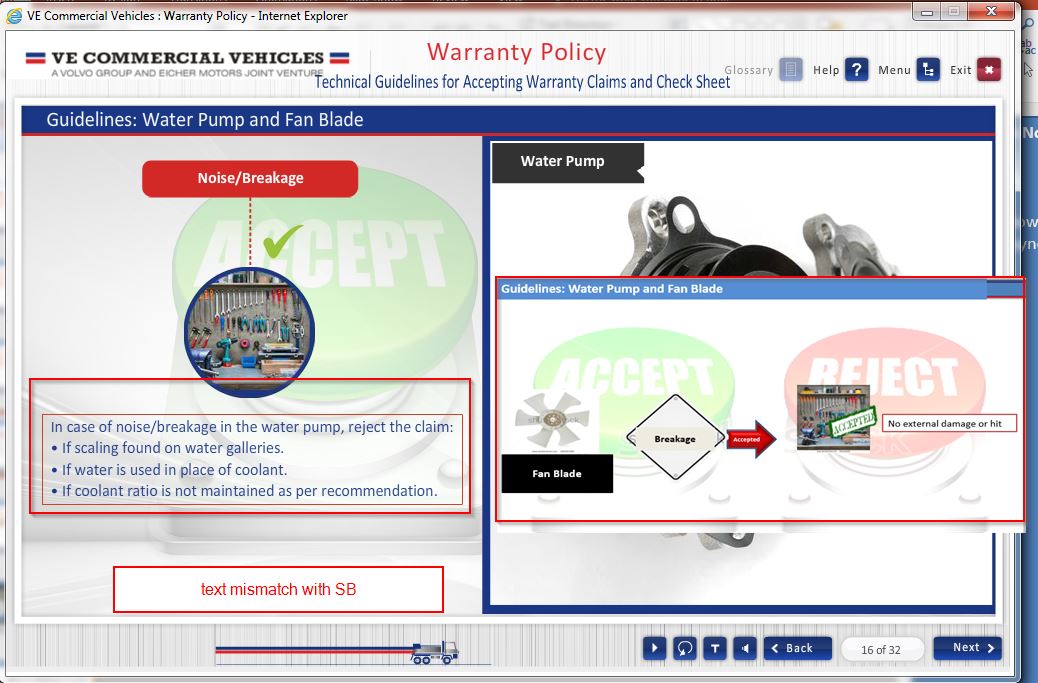 VE Commercial Vehicles : Warranty Policy - Internet Explorer
VE COMMERCIAL VEHICLES
A VOLVO GROUP AND EICHER MOTORS JOINT VENTURE
Warranty Policy
Technical Guidelines for Accepting Warranty Claims and Check Sheet
Glossary
Help ?
Menu
Exit
Guidelines: Water Pump and Fan Blade
Noise/Breakage
ACCEPT
In case of noise/breakage in the water pump, reject the claim:
• If scaling found on water galleries.
• If water is used in place of coolant.
• If coolant ratio is not maintained as per recommendation.
text mismatch with SB
Water Pump
Guidelines: Water Pump and Fan Blade
ACCEPT
REJECT
Breakage
Accepted
ACCEPTED
No external damage or hit
Fan Blade
T
Back
16 of 32
Next